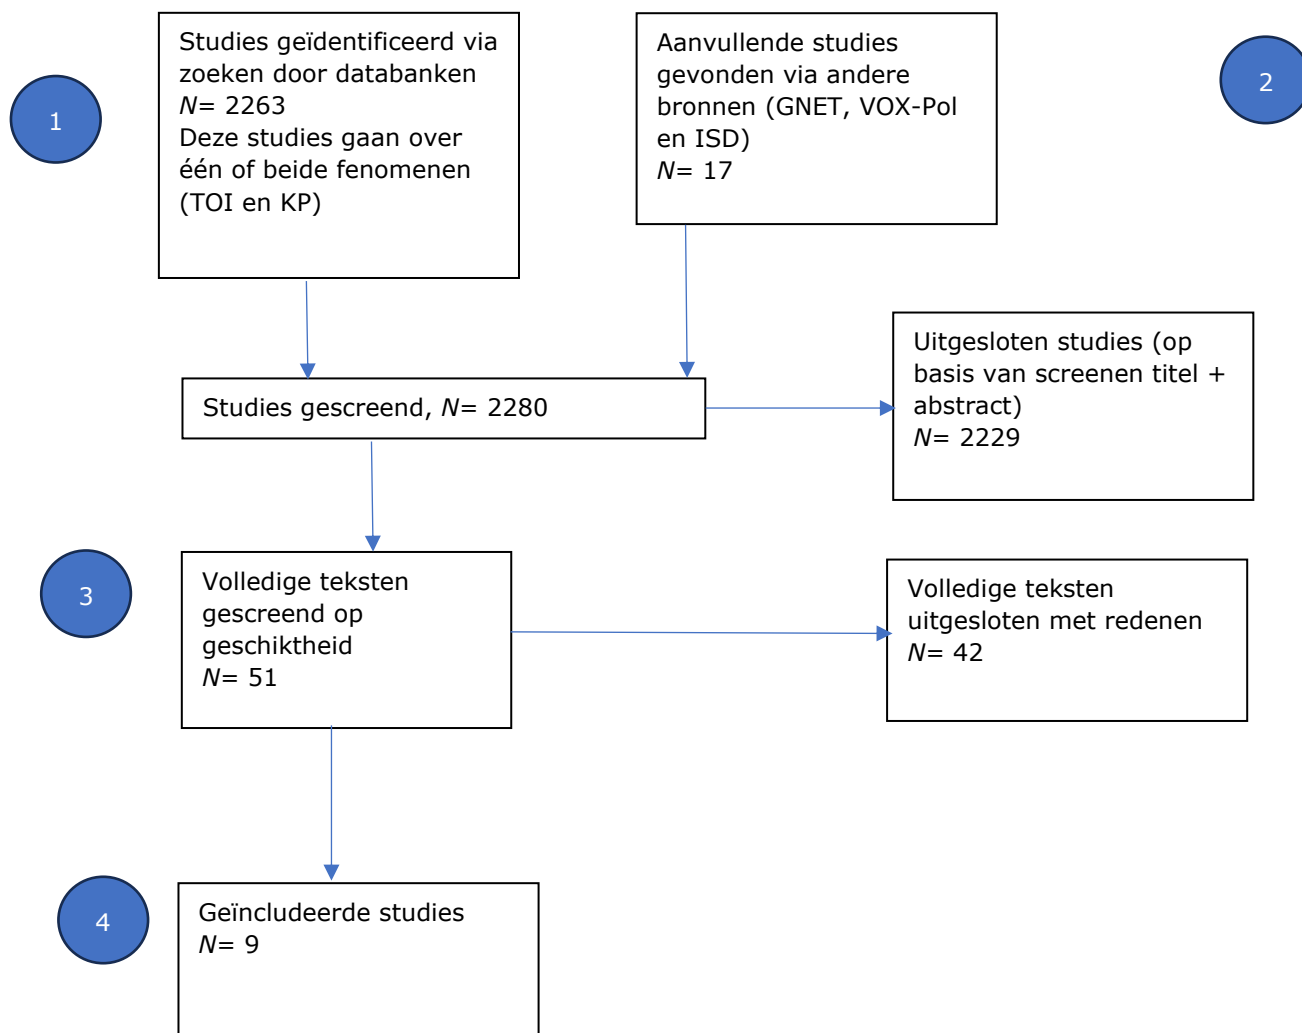 1
Studies geïdentificeerd via
zoeken door databanken
N= 2263
Deze studies gaan over
één of beide fenomenen
(TOI en KP)
Aanvullende studies
gevonden via andere
bronnen (GNET, VOX-Pol
en ISD)
N= 17
2
Studies gescreend, N= 2280
Uitgesloten studies (op
basis van screenen titel +
abstract)
N= 2229
3
Volledige teksten
gescreend op
geschiktheid
N= 51
Volledige teksten
uitgesloten met redenen
N= 42
4
Geïncludeerde studies
N= 9